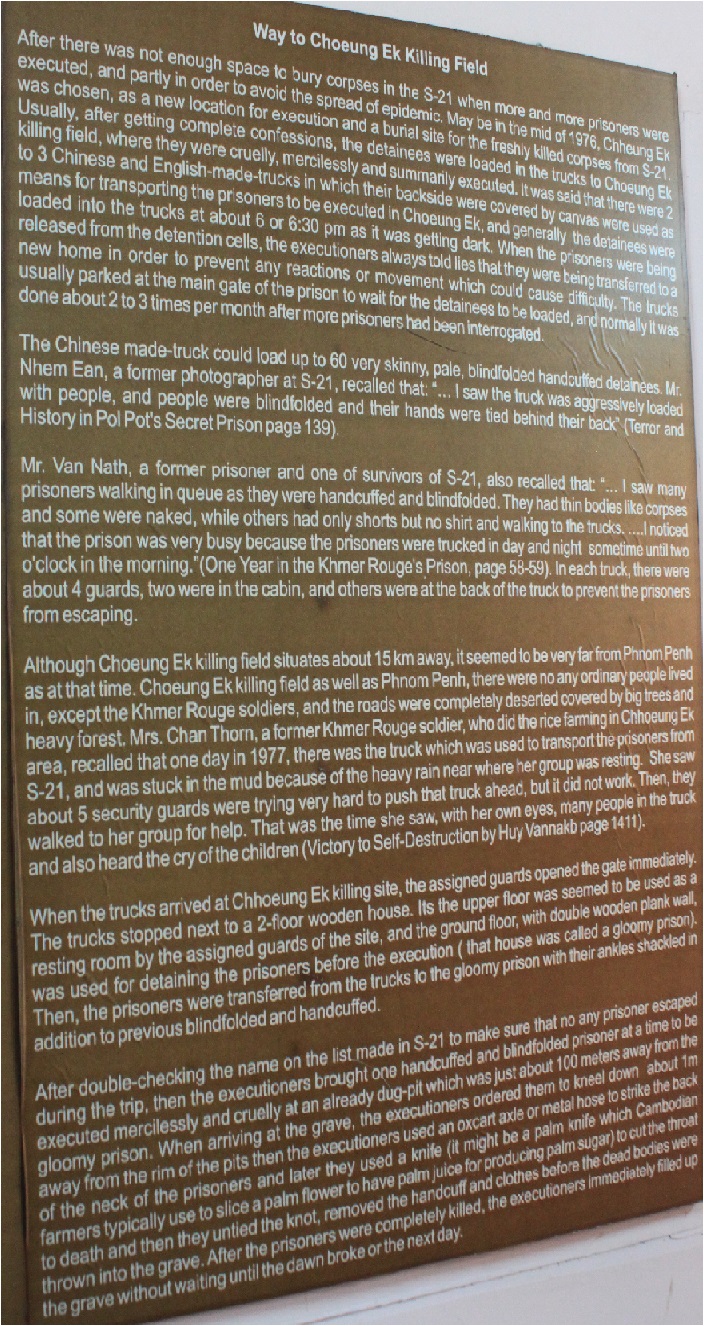 Way to Choeung Ek Killing Field
After there was not enough space to bury corpses in the S-21 when more and more prisoners were
executed, and partly in order to avoid the spread of epidemic. May be in the mid of 1976, Chheung Ek
was chosen, as a new location for execution and a burial site for the freshly killed corpses from S-21.
Usually, after getting complete confessions, the detainees were loaded in the trucks to Choeung Ek
killing field, where they were cruelly, mercilessly and summarily executed. It was said that there were 2
to 3 Chinese and English-made-trucks in which their backside were covered by canvas were used as
means for transporting the prisoners to be executed in Choeung Ek, and generally the detainees were
loaded into the trucks at about 6 or 6:30 pm as it was getting dark. When the prisoners were being
released from the detention cells, the executioners always told lies that they were being transferred to a
new home in order to prevent any reactions or movement which could cause difficulty. The trucks
usually parked at the main gate of the prison to wait for the detainees to be loaded, and normally it was
done about 2 to 3 times per month after more prisoners had been interrogated.
The Chinese made-truck could load up to 60 very skinny, pale, blindfolded handcuffed detainees. Mr.
Nhem Ean, a former photographer at S-21, recalled that: "... I saw the truck was aggressively loaded
with people, and people were blindfolded and their hands were tied behind their back" (Terror and
History in Pol Pot's Secret Prison page 139).
Mr. Van Nath, a former prisoner and one of survivors of S-21, also recalled that: "... I saw many
prisoners walking in queue as they were handcuffed and blindfolded. They had thin bodies like corpses
and some were naked, while others had only shorts but no shirt and walking to the trucks. ....I noticed
that the prison was very busy because the prisoners were trucked in day and night sometime until two
o'clock in the morning."(One Year in the Khmer Rouge's Prison, page 58-59). In each truck, there were
about 4 guards, two were in the cabin, and others were at the back of the truck to prevent the prisoners
from escaping.
Although Choeung Ek killing field situates about 15 km away, it seemed to be very far from Phnom Penh
as at that time. Choeung Ek killing field as well as Phnom Penh, there were no any ordinary people lived
in, except the Khmer Rouge soldiers, and the roads were completely deserted covered by big trees and
heavy forest. Mrs. Chan Thorn, a former Khmer Rouge soldier, who did the rice farming in Chhoeung Ek
area, recalled that one day in 1977, there was the truck which was used to transport the prisoners from
S-21, and was stuck in the mud because of the heavy rain near where her group was resting. She saw
about 5 security guards were trying very hard to push that truck ahead, but it did not work. Then, they
walked to her group for help. That was the time she saw, with her own eyes, many people in the truck
and also heard the cry of the children (Victory to Self-Destruction by Huy Vannakb page 1411).
When the trucks arrived at Chhoeung Ek killing site, the assigned guards opened the gate immediately.
The trucks stopped next to a 2-floor wooden house. Its the upper floor was seemed to be used as a
resting room by the assigned guards of the site, and the ground floor, with double wooden plank wall,
was used for detaining the prisoners before the execution ( that house was called a gloomy prison).
Then, the prisoners were transferred from the trucks to the gloomy prison with their ankles shackled in
addition to previous blindfolded and handcuffed.
After double-checking the name on the list made in S-21 to make sure that no any prisoner escaped
during the trip, then the executioners brought one handcuffed and blindfolded prisoner at a time to be
executed mercilessly and cruelly at an already dug-pit which was just about 100 meters away from the
gloomy prison. When arriving at the grave, the executioners ordered them to kneel down about 1m
away from the rim of the pits then the executioners used an oxcart axle or metal hose to strike the back
of the neck of the prisoners and later they used a knife (it might be a palm knife which Cambodian
farmers typically use to slice a palm flower to have palm juice for producing palm sugar) to cut the throat
to death and then they untied the knot, removed the handcuff and clothes before the dead bodies were
thrown into the grave. After the prisoners were completely killed, the executioners immediately filled up
the grave without waiting until the dawn broke or the next day.